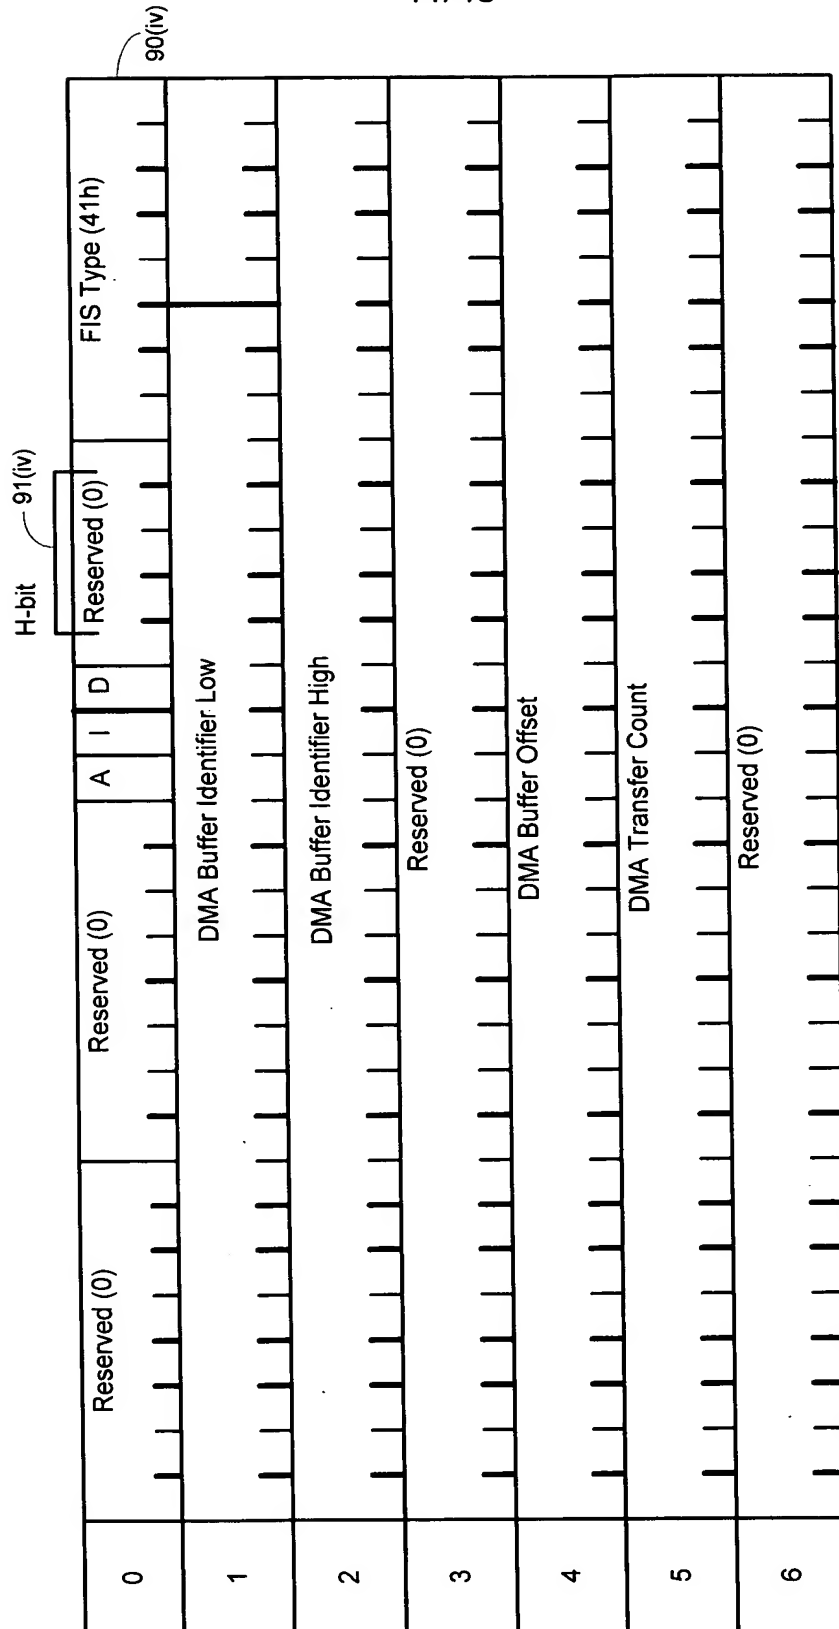 90(iv)
H-bit
91(iv)
0
Reserved (0)
Reserved (0)
A
I
D
Reserved (0)
FIS Type (41h)
1
DMA Buffer Identifier Low
2
DMA Buffer Identifier High
3
Reserved (0)
4
DMA Buffer Offset
5
DMA Transfer Count
6
Reserved (0)